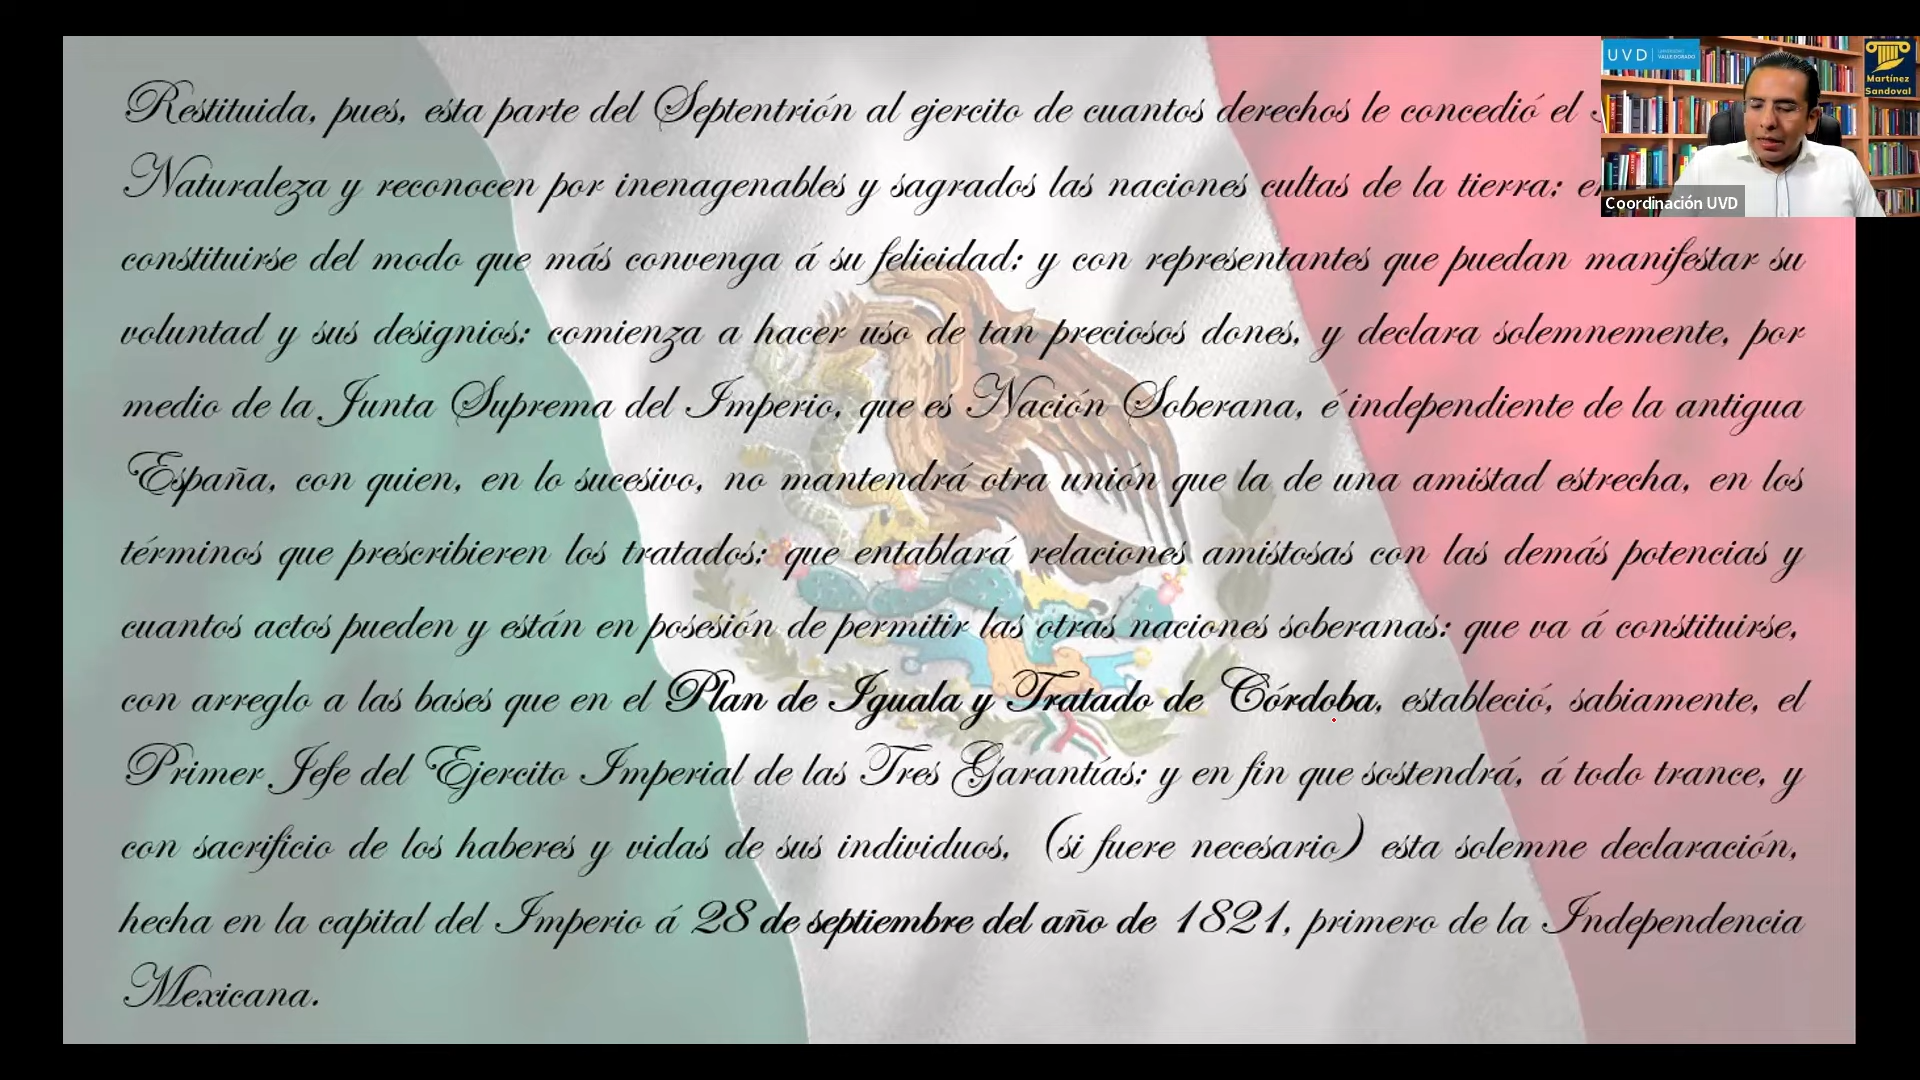 Restituida, pues, esta parte del Septentrión al ejercito de cuantos derechos le concedió el
Naturaleza y reconocen por inenagenables y sagrados las naciones cultas de la tierra; en
constituirse del modo que más convenga á su felicidad; y con representantes que puedan manifestar su
voluntad y sus designios; comienza a hacer uso de tan preciosos dones, y declara solemnemente, por
medio de la Junta Suprema del Imperio, que es Nación Soberana, é independiente de la antigua
España, con quien, en lo sucesivo, no mantendrá otra unión que la de una amistad estrecha, en los
términos que prescribieren los tratados; que entablará relaciones amistosas con las demás potencias y
cuantos actos pueden y están en posesión de permitir las otras naciones soberanas; que va á constituirse,
con arreglo a las bases que en el Plan de Iguala y Tratado de Córdoba, estableció, sabiamente, el
Primer Jefe del Ejercito Imperial de las Tres Garantías; y en fin que sostendrá, á todo trance, y
con sacrificio de los haberes y vidas de sus individuos, (si fuere necesario) esta solemne declaración,
hecha en la capital del Imperio á 28 de septiembre del año de 1821, primero de la Independencia
Mexicana.
UVD
UNIVERSIDAD
VALLE DORADO
Martínez
Sandoval
Coordinación UVD